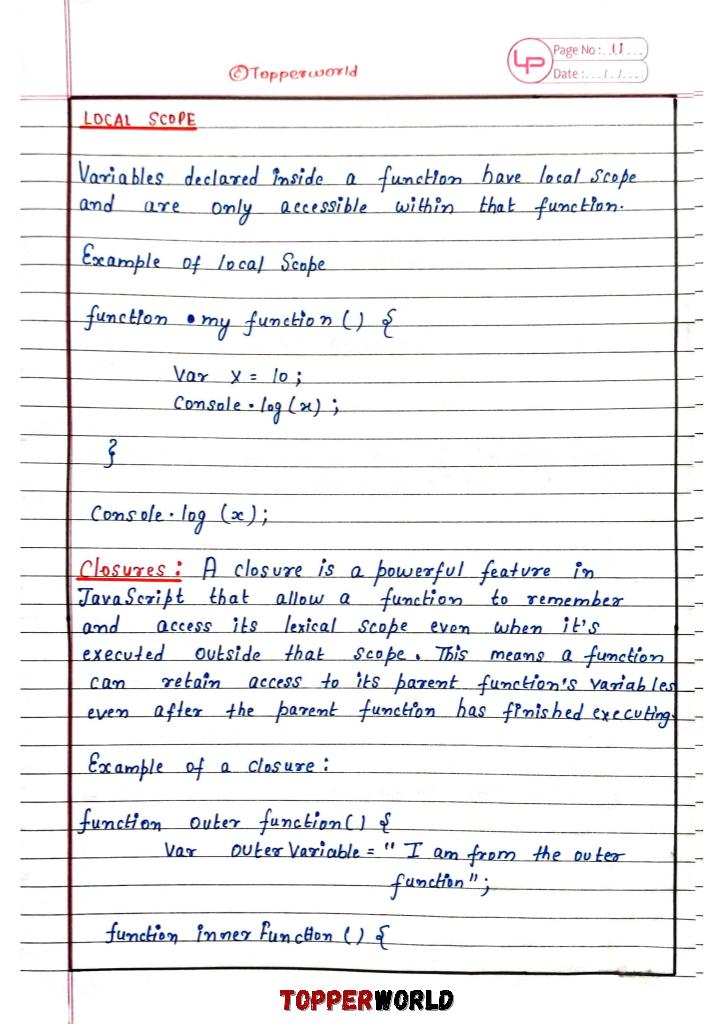 ©Topperworld
LP
Page No: 11
Date: / /
LOCAL SCOPE
Variables declared inside a function have local scope
and are only accessible within that function.
Example of local Scope
function my function () {
Var X = 10;
Console.log(x);
}
Console.log (x);
Closures: A closure is a powerful feature in
JavaScript that allow a function to remember
and access its lexical scope even when it's
executed outside that scope. This means a function
can retain access to its parent function's variables
even after the parent function has finished executing.
Example of a closure:
function outer function() {
Var outerVariable = " I am from the outer
function";
function inner Function () {
TOPPERWORLD